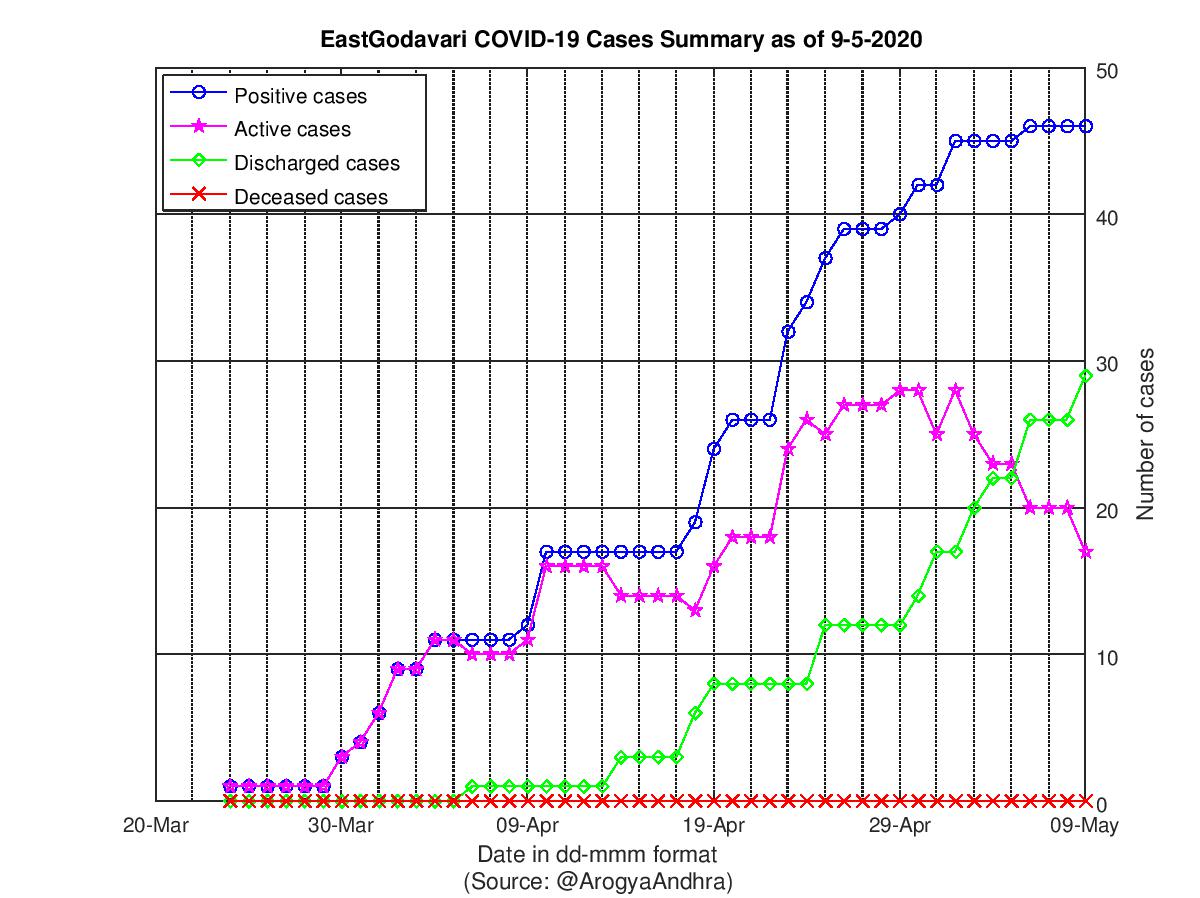 EastGodavari COVID-19 Cases Summary as of 9-5-2020
Positive cases
Active cases
Discharged cases
Deceased cases
50
40
30
20
10
0
Number of cases
20-Mar 30-Mar 09-Apr 19-Apr 29-Apr 09-May
Date in dd-mmm format
(Source: @ArogyaAndhra)